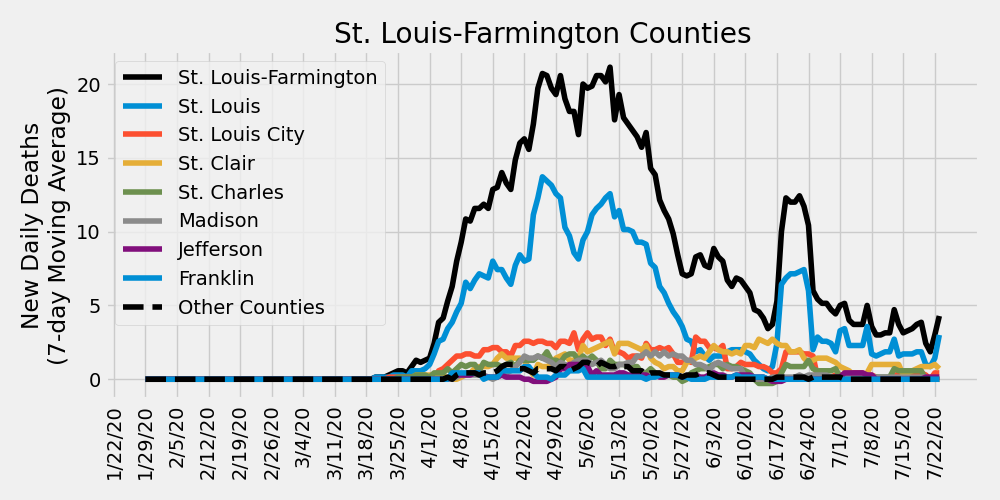 St. Louis-Farmington Counties
New Daily Deaths
(7-day Moving Average)
20
15
10
5
0
St. Louis-Farmington
St. Louis
St. Louis City
St. Clair
St. Charles
Madison
Jefferson
Franklin
Other Counties
1/22/20
1/29/20
2/5/20
2/12/20
2/19/20
2/26/20
3/4/20
3/11/20
3/18/20
3/25/20
4/1/20
4/8/20
4/15/20
4/22/20
4/29/20
5/6/20
5/13/20
5/20/20
5/27/20
6/3/20
6/10/20
6/17/20
6/24/20
7/1/20
7/8/20
7/15/20
7/22/20